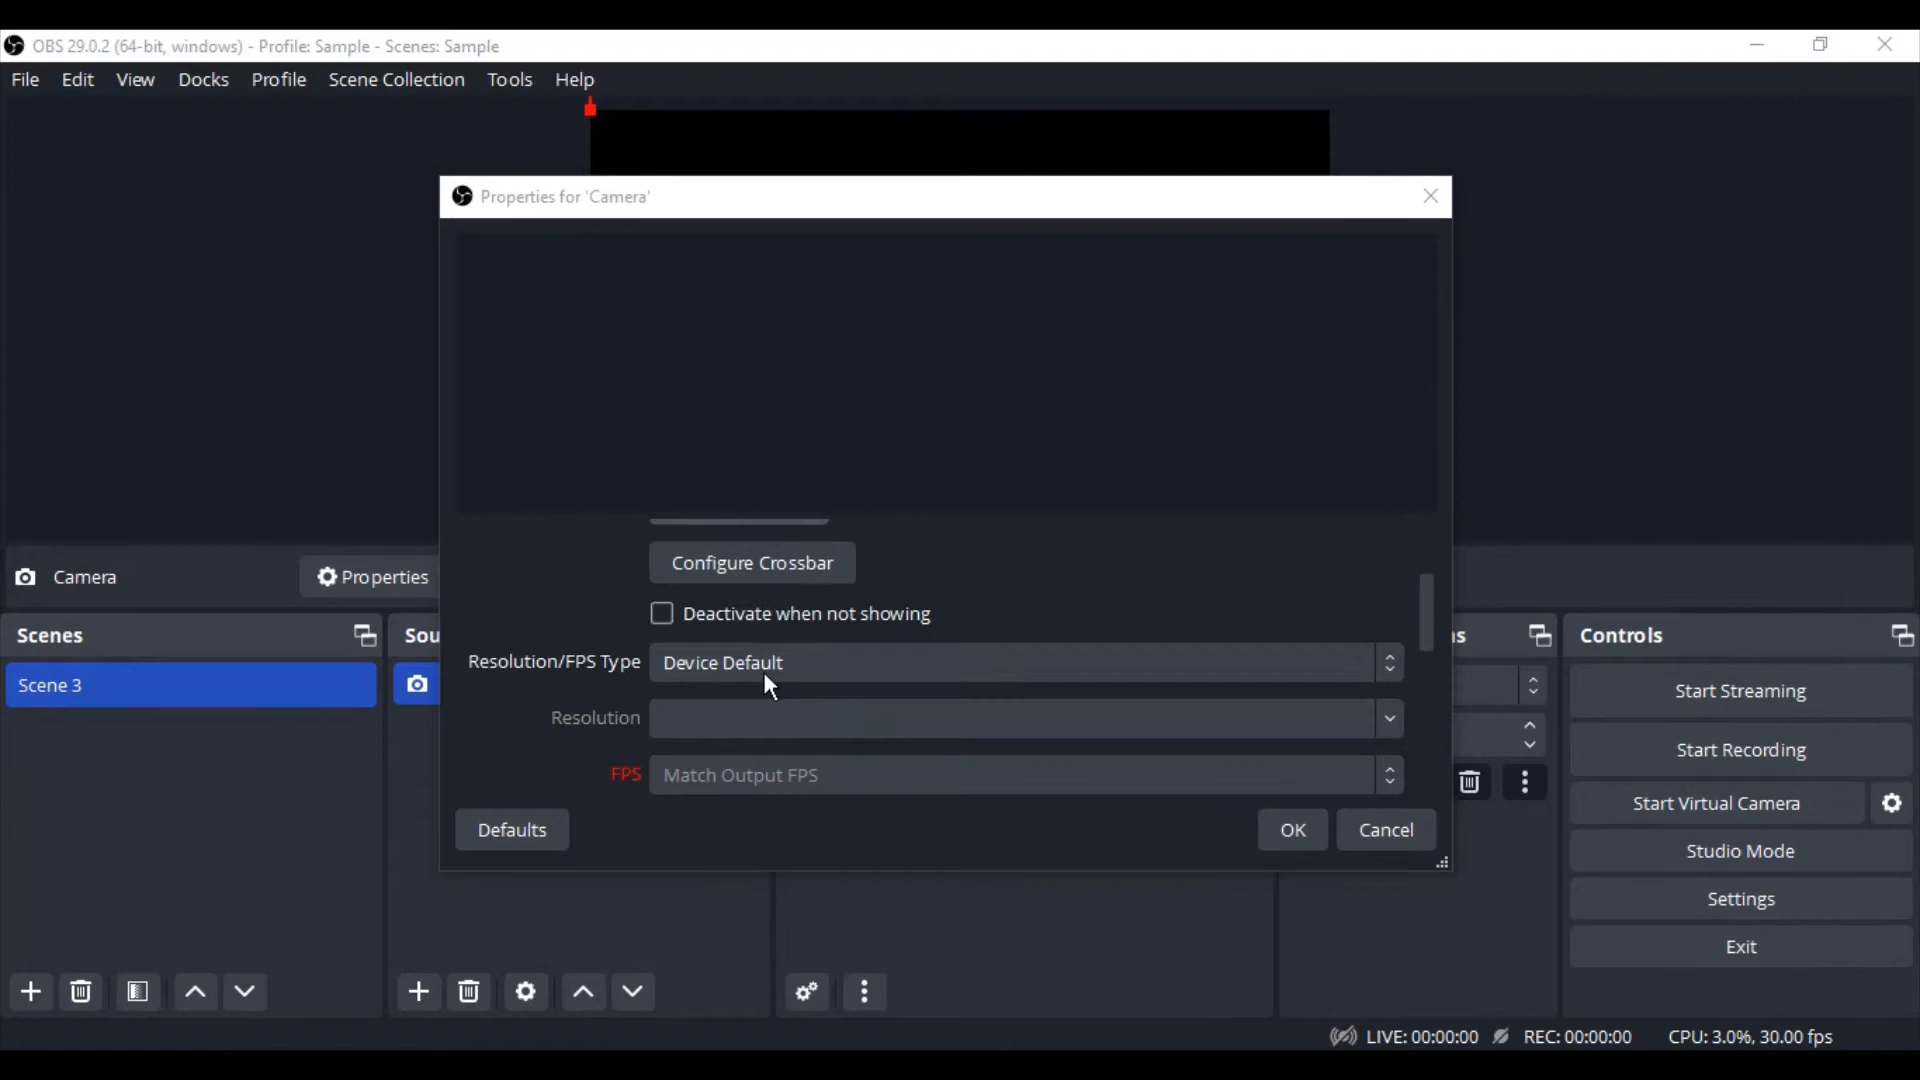 OBS 29.0.2 (64-bit, windows) - Profile: Sample - Scenes: Sample
File Edit View Docks Profile Scene Collection Tools Help
Properties for 'Camera'
Configure Crossbar
Deactivate when not showing
Resolution/FPS Type Device Default
Resolution
FPS Match Output FPS
Defaults OK Cancel
Camera Properties
Scenes
Scene 3
Sou
s
Controls
Start Streaming
Start Recording
Start Virtual Camera
Studio Mode
Settings
Exit
LIVE: 00:00:00 REC: 00:00:00 CPU: 3.0%, 30.00 fps